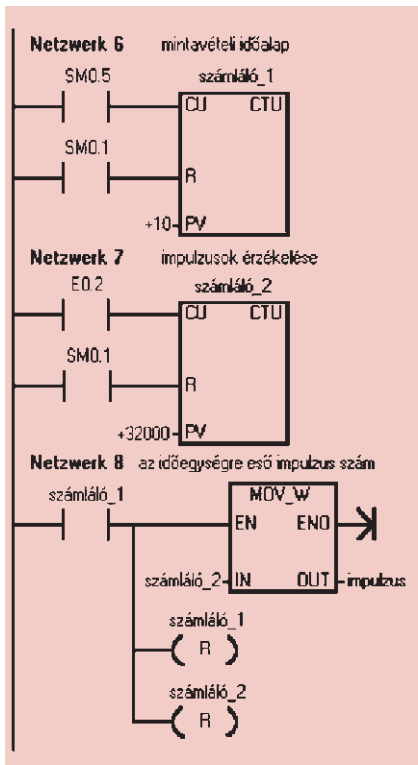 Netzwerk 6 mintavételi időalap
SM0.5 számláló_1
CU CTU
SM0.1
R
+10 PV
Netzwerk 7 impulzusok érzékelése
E0.2 számláló_2
CU CTU
SM0.1
R
+32000 PV
Netzwerk 8 az időegységre eső impulzus szám
számláló_1 MOV_W
EN ENO
számláló_2 IN OUT impulzus
számláló_1
R
számláló_2
R